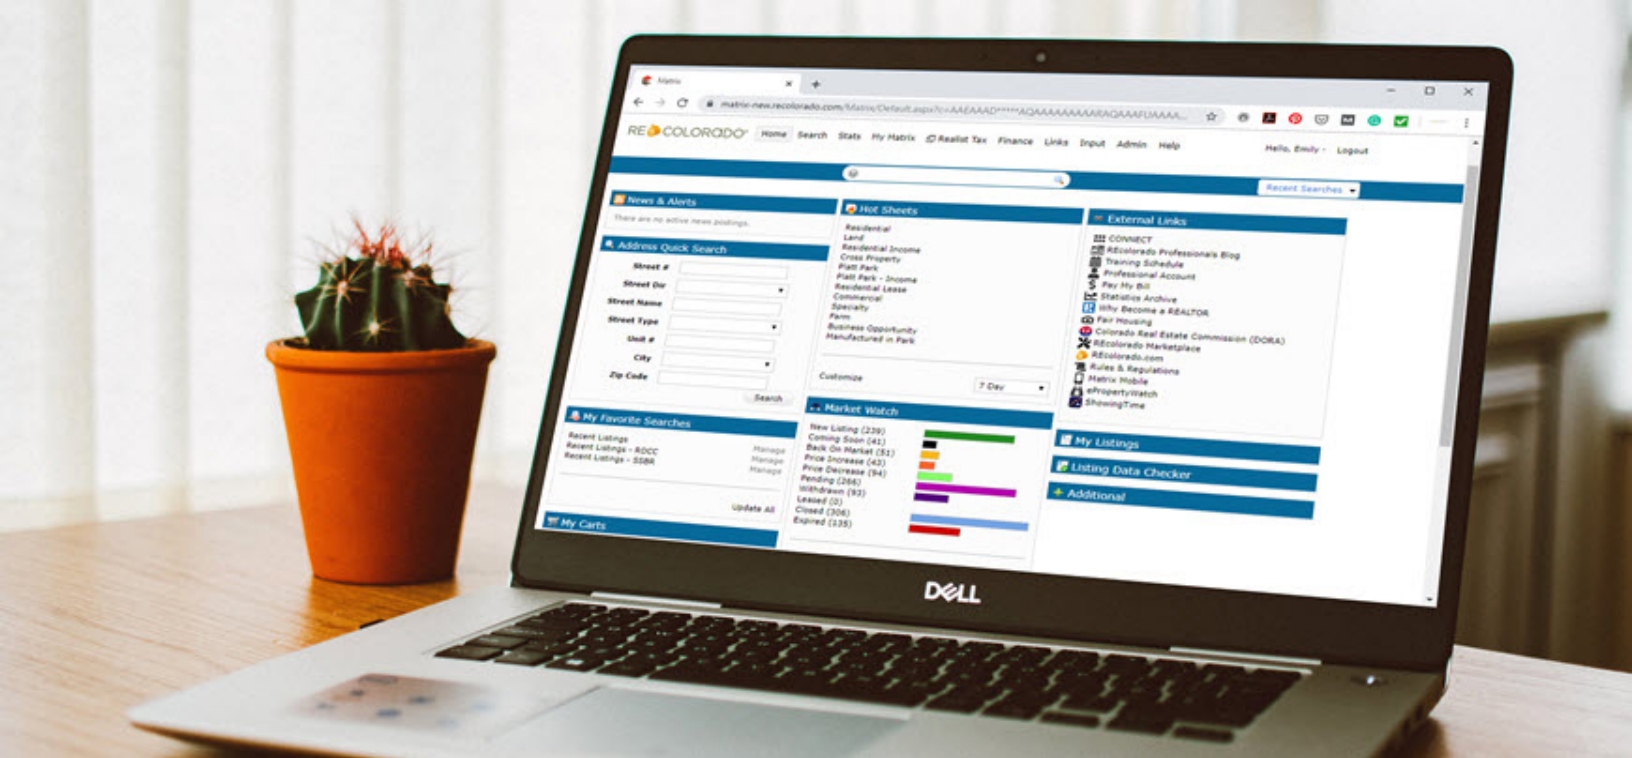 Matrix
matrix-new.recolorado.com/Matrix/Default.aspx?c=AAEAAAD*****AQAAAAAAAAARAQAAAFUAAAA...
RECOLORADO
Home Search Stats My Matrix Realist Tax Finance Links Input Admin Help
Hello, Emily Logout
Recent Searches
News & Alerts
There are no active news postings.
Address Quick Search
Street #
Street Dir
Street Name
Street Type
Unit #
City
Zip Code
Search
My Favorite Searches
Recent Listings Manage
Recent Listings - RDCC Manage
Recent Listings - SSBR Manage
Update All
My Carts
Hot Sheets
Residential
Land
Residential Income
Cross Property
Platt Park
Platt Park - Income
Residential Lease
Commercial
Specialty
Farm
Business Opportunity
Manufactured in Park
Customize 7 Day
Market Watch
New Listing (239)
Coming Soon (41)
Back On Market (51)
Price Increase (43)
Price Decrease (94)
Pending (266)
Withdrawn (93)
Leased (0)
Closed (306)
Expired (135)
External Links
CONNECT
REcolorado Professionals Blog
Training Schedule
Professional Account
Pay My Bill
Statistics Archive
Why Become a REALTOR
Fair Housing
Colorado Real Estate Commission (DORA)
REcolorado Marketplace
REcolorado.com
Rules & Regulations
Matrix Mobile
ePropertyWatch
ShowingTime
My Listings
Listing Data Checker
Additional
DELL